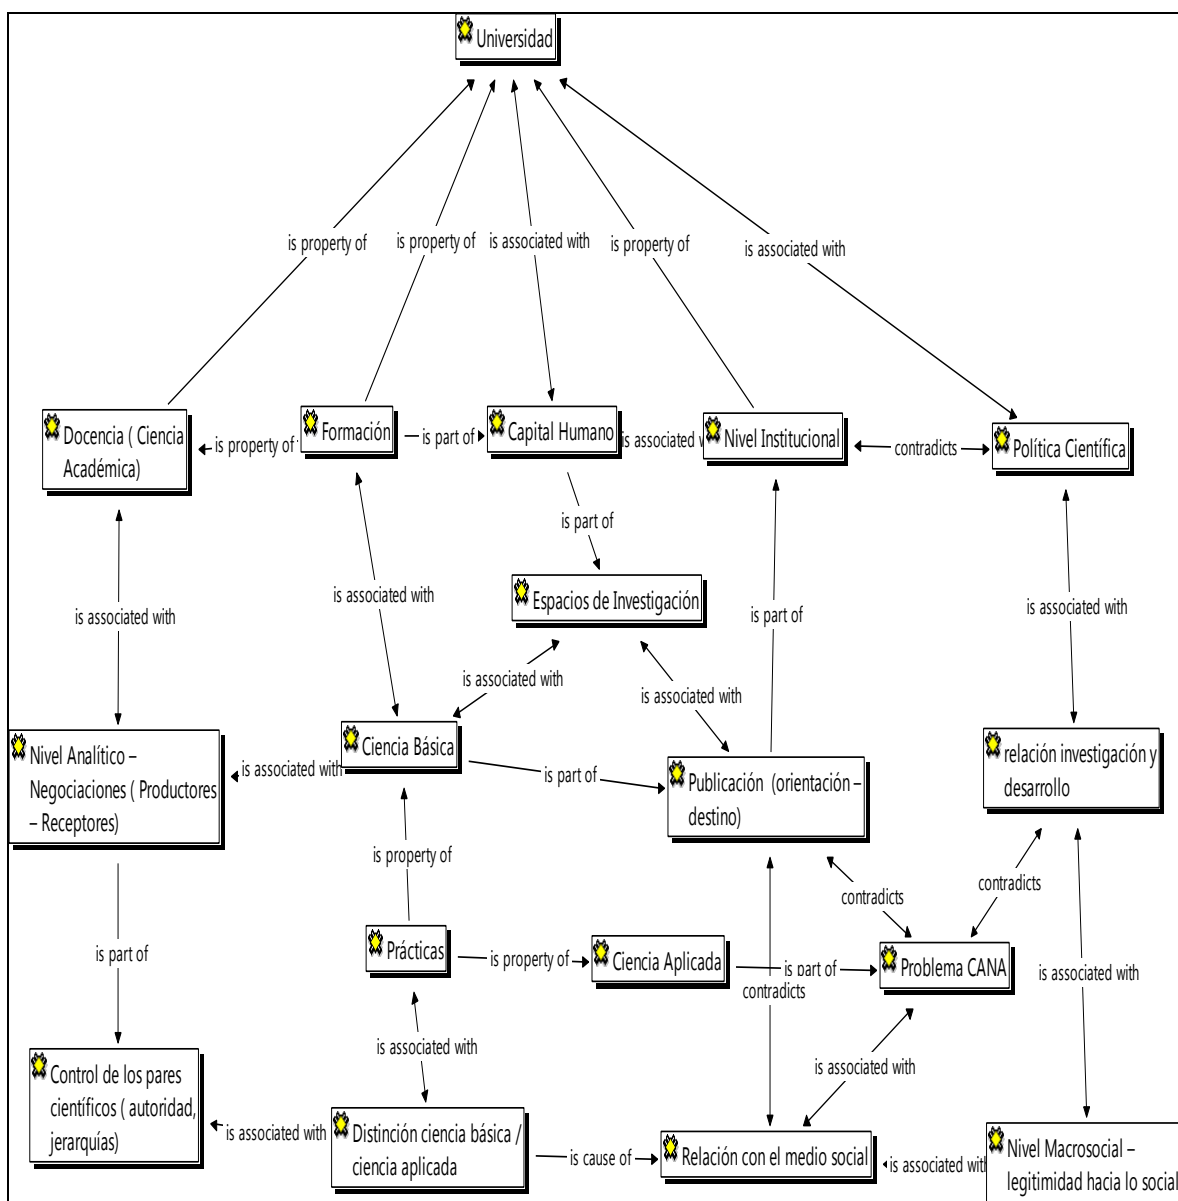 Universidad
is property of
is property of
is associated with
is property of
is associated with
Docencia ( Ciencia
Académica)
is property of
Formación
is part of
Capital Humano
is associated
Nivel Institucional
contradicts
Política Científica
is part of
Espacios de Investigación
is associated with
is associated with
is part of
is associated with
is associated with
is associated with
Nivel Analítico –
Negociaciones ( Productores
– Receptores)
is associated with
Ciencia Básica
is part of
Publicación (orientación –
destino)
relación investigación y
desarrollo
is property of
contradicts
contradicts
is part of
Prácticas
is property of
Ciencia Aplicada
is part of
Problema CANA
is associated with
contradicts
is associated with
is associated with
Control de los pares
científicos ( autoridad,
jerarquías)
is associated with
Distinción ciencia básica /
ciencia aplicada
is cause of
Relación con el medio social
is associated with
Nivel Macrosocial –
legitimidad hacia lo social